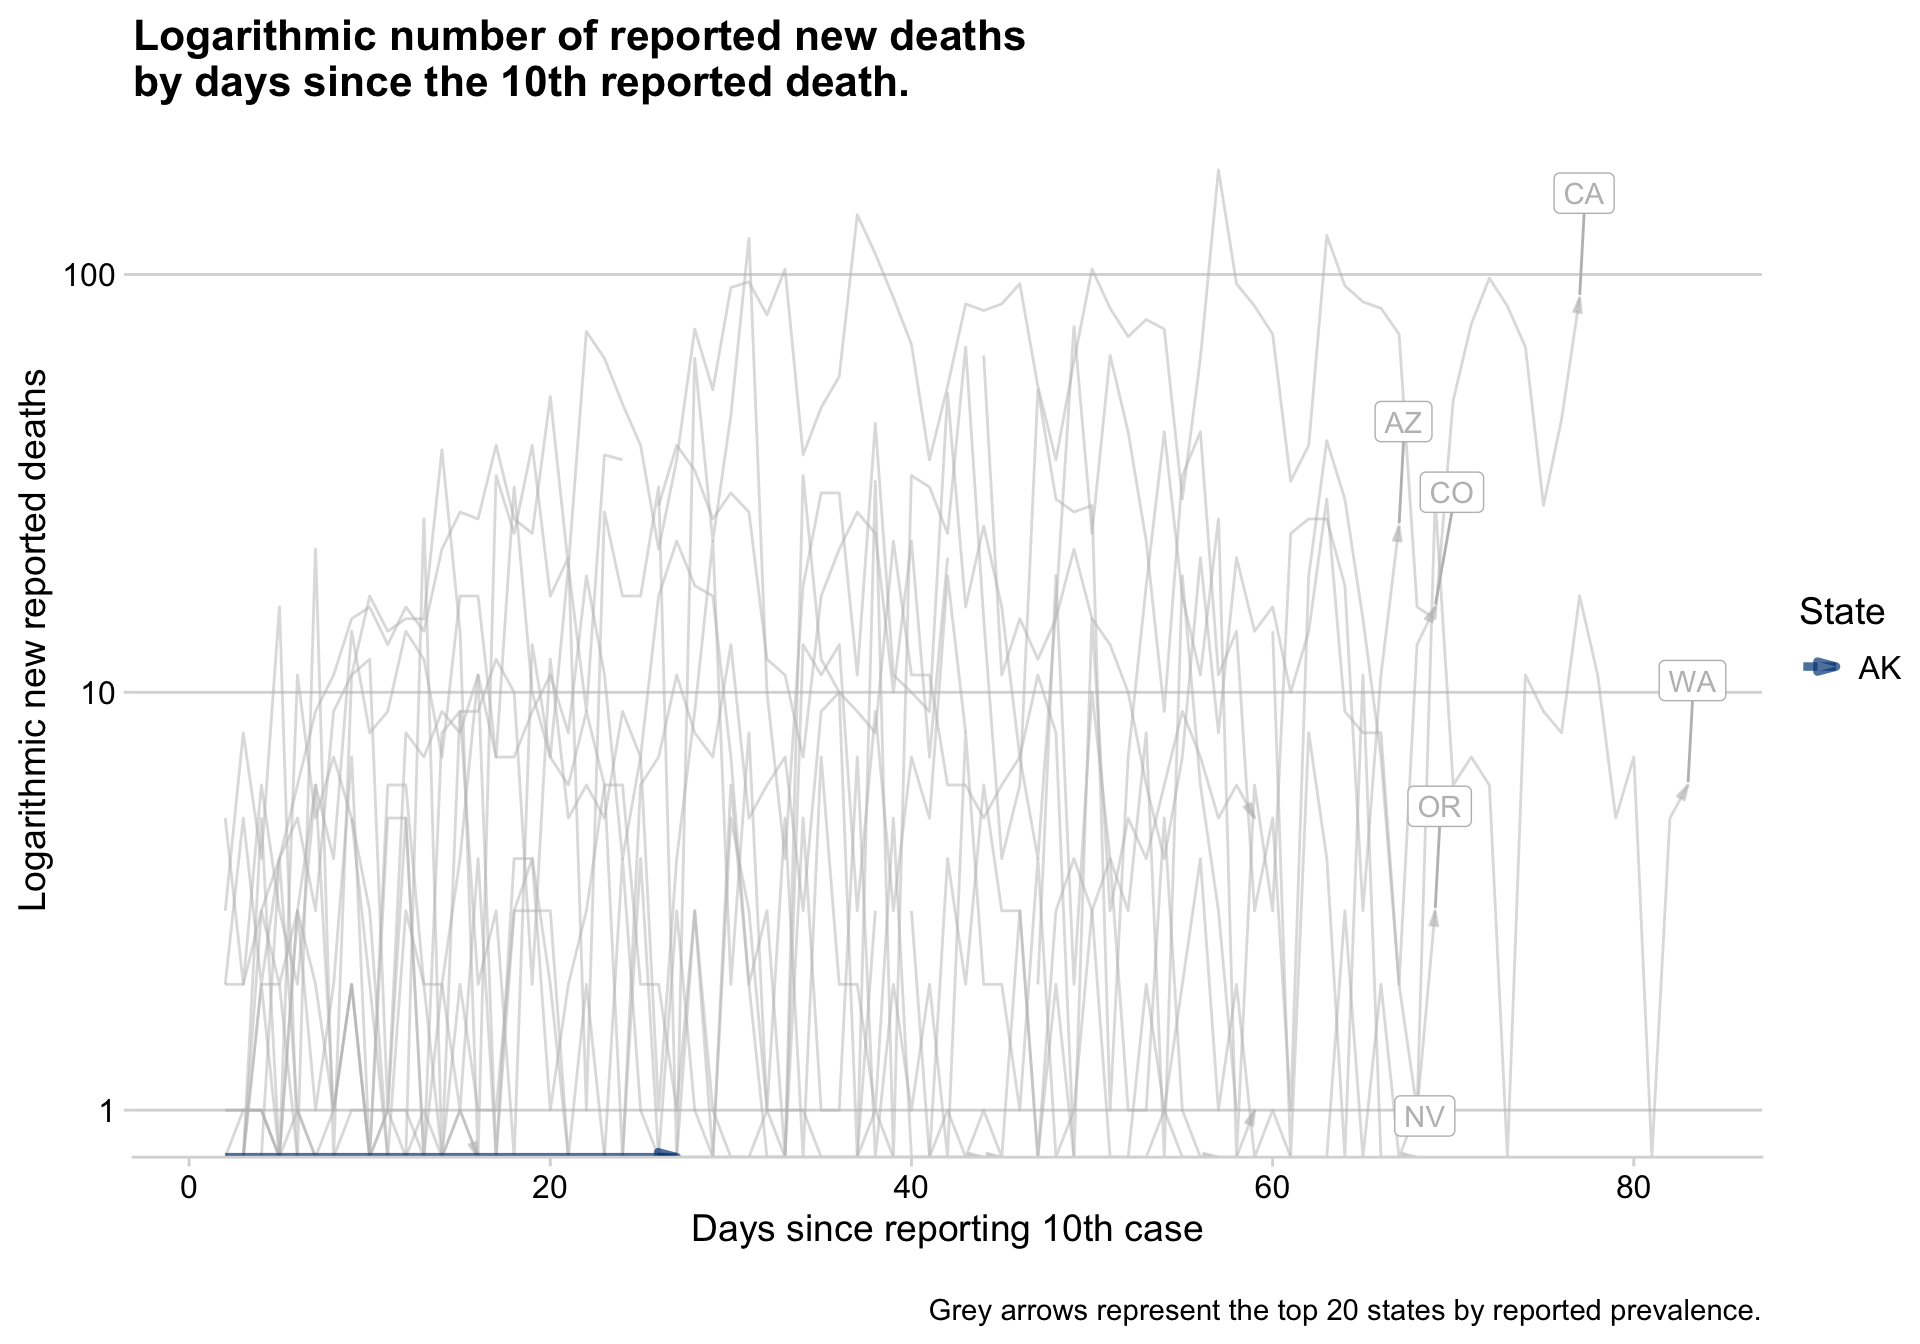 Logarithmic number of reported new deaths
by days since the 10th reported death.
Logarithmic new reported deaths
100
10
1
CA
AZ
CO
WA
OR
NV
State
AK
0 20 40 60 80
Days since reporting 10th case
Grey arrows represent the top 20 states by reported prevalence.